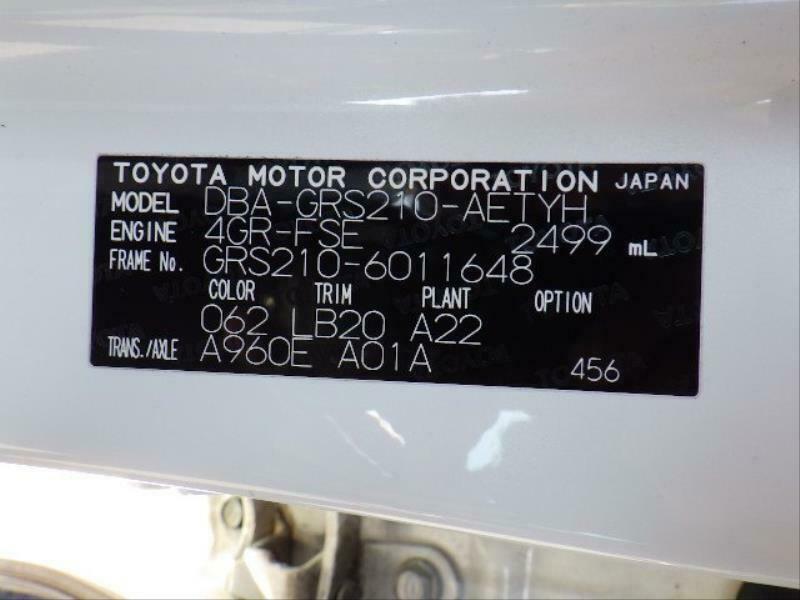 TOYOTA MOTOR CORPORATION JAPAN
MODEL DBA-GRS210-AETYH
ENGINE 4GR-FSE 2499 mL
FRAME No. GRS210-6011648
COLOR TRIM PLANT OPTION
062 LB20 A22
TRANS./AXLE A960E A01A 456